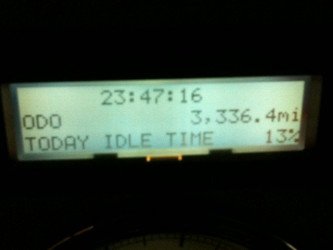 23:47:16
ODO 3,336.4mi
TODAY IDLE TIME 13%